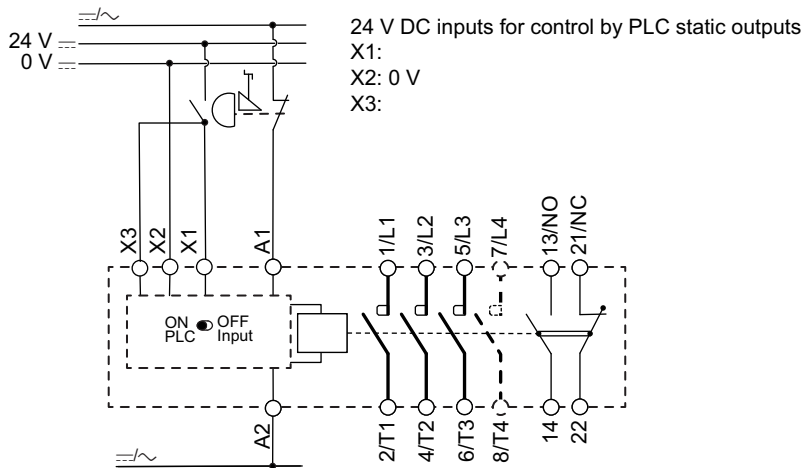 24 V DC inputs for control by PLC static outputs
X1:
X2: 0 V
X3:
24 V
0 V
X3
X2
X1
A1
1/L1
3/L2
5/L3
7/L4
13/NO
21/NC
ON OFF
PLC Input
A2
2/T1
4/T2
6/T3
8/T4
14
22